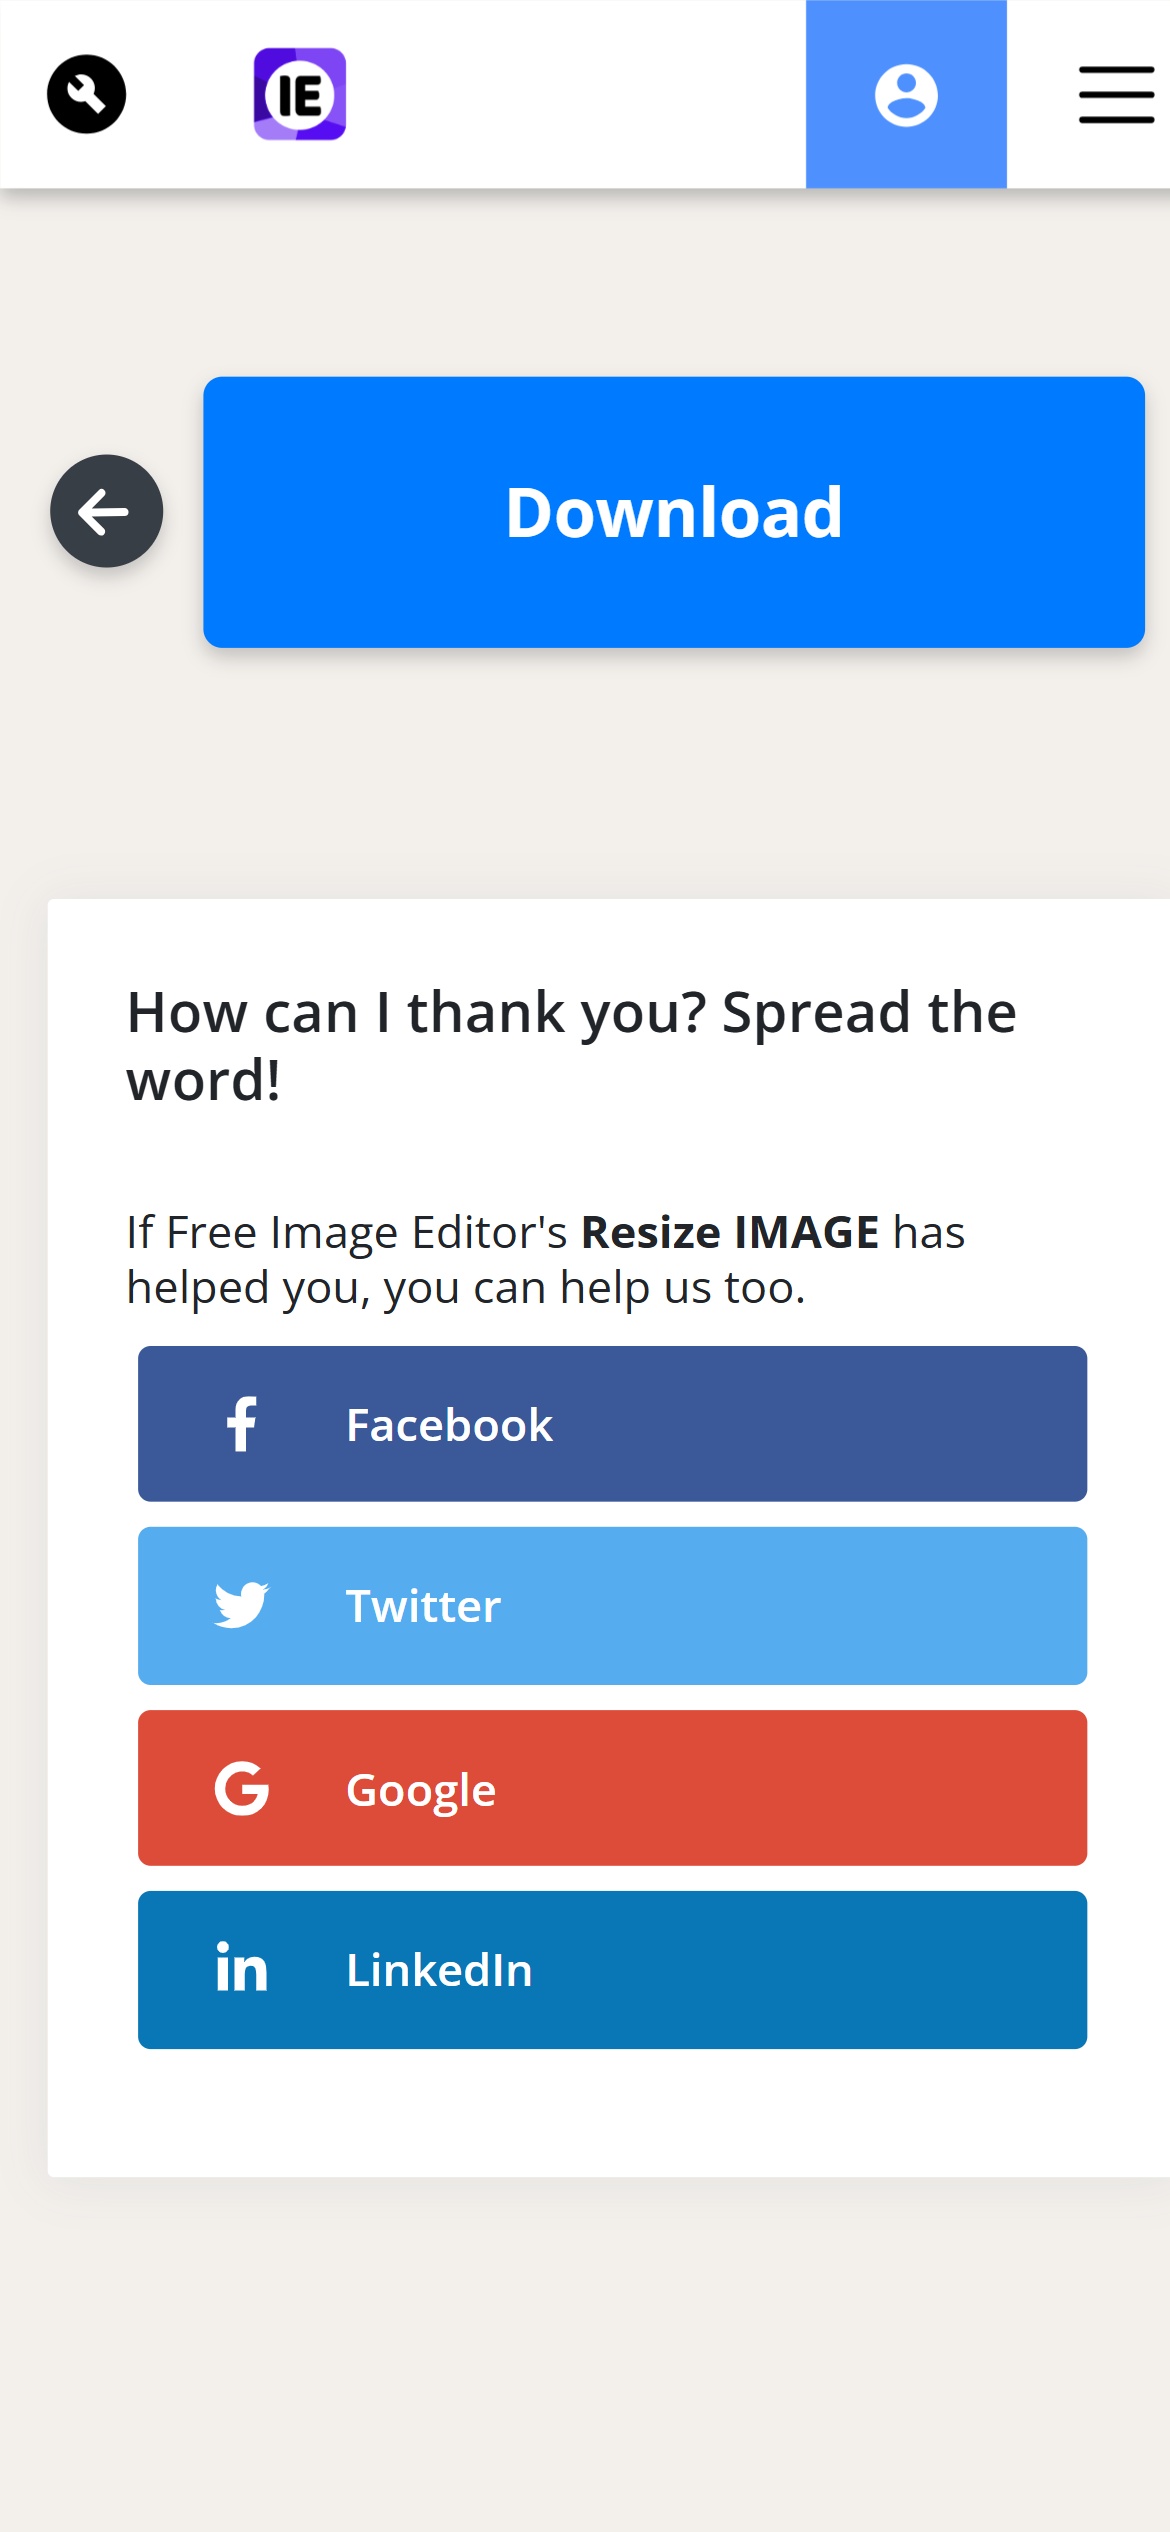 IE
Download
How can I thank you? Spread the
word!
If Free Image Editor's Resize IMAGE has
helped you, you can help us too.
Facebook
Twitter
Google
LinkedIn